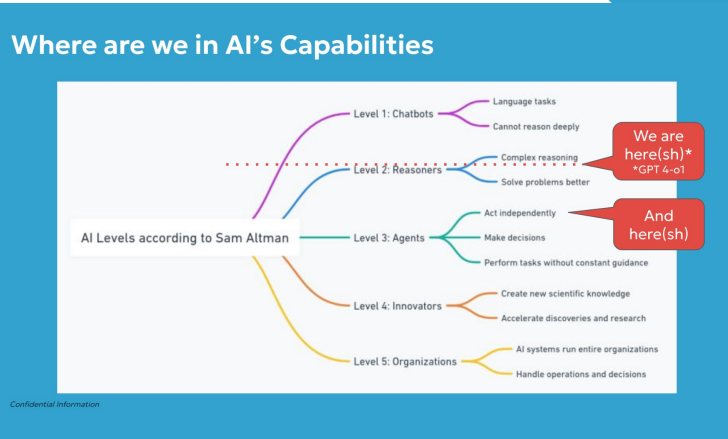 Where are we in AI's Capabilities
AI Levels according to Sam Altman
Level 1: Chatbots
Language tasks
Cannot reason deeply
Level 2: Reasoners
Complex reasoning
Solve problems better
Level 3: Agents
Act independently
Make decisions
Perform tasks without constant guidance
Level 4: Innovators
Create new scientific knowledge
Accelerate discoveries and research
Level 5: Organizations
AI systems run entire organizations
Handle operations and decisions
We are
here(sh)*
*GPT 4-o1
And
here(sh)
Confidential Information